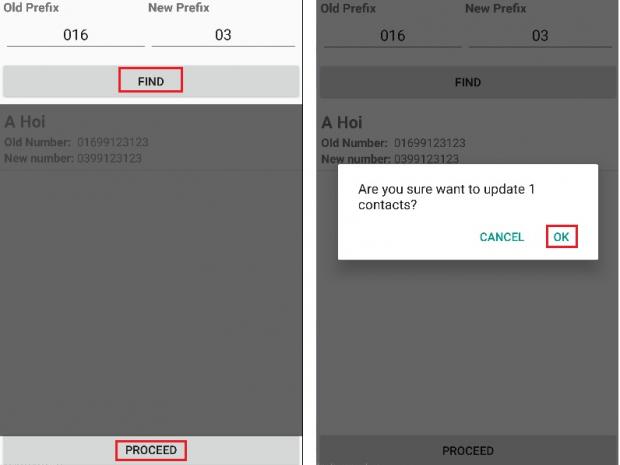 Old Prefix New Prefix
016 03
FIND
A Hoi
Old Number: 01699123123
New number: 0399123123
PROCEED
Old Prefix New Prefix
016 03
FIND
A Hoi
Old Number: 01699123123
New number: 0399123123
Are you sure want to update 1
contacts?
CANCEL OK
PROCEED